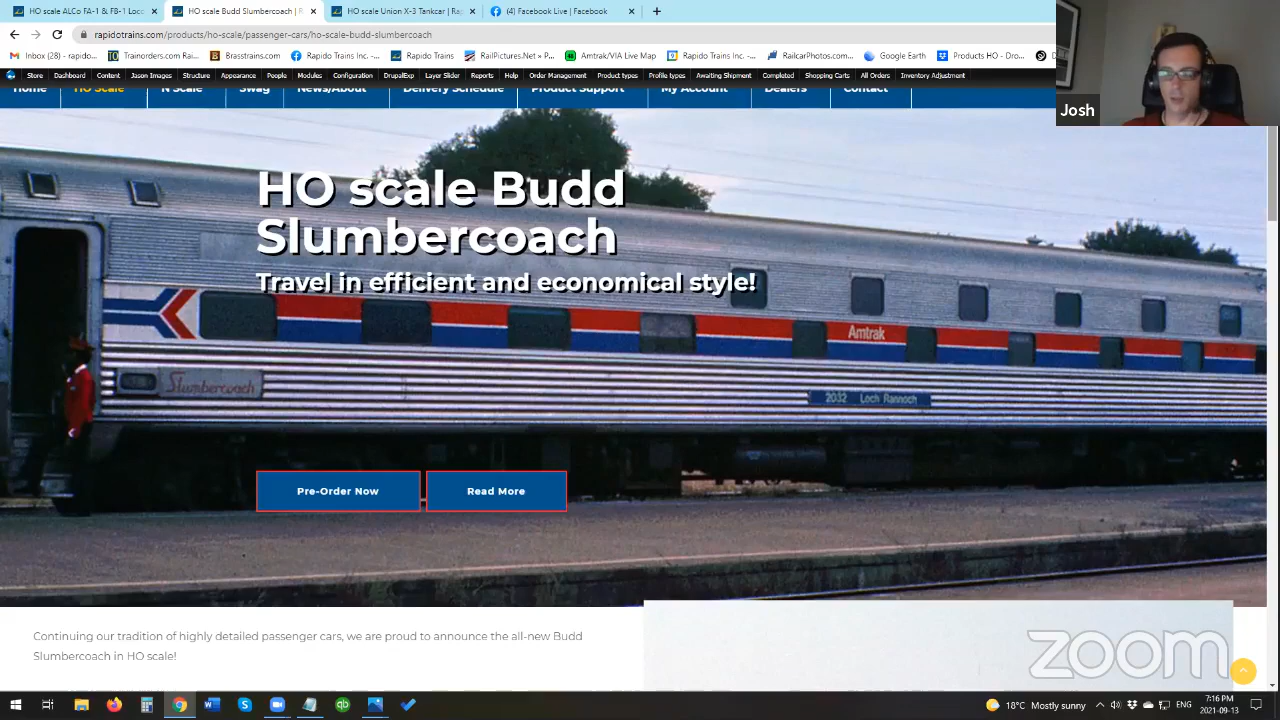 HO scale ALCo FA-1 & FB-1 Loco
HO scale Budd Slumbercoach | R
HO scale Union X-3 Tankcar | Rap
(4) Facebook Live | Facebook
rapidotrains.com/products/ho-scale/passenger-cars/ho-scale-budd-slumbercoach
Inbox (28) - rapido...
Trainorders.com Rai...
Brasstrains.com
Rapido Trains Inc. -...
Rapido Trains
RailPictures.Net » P...
Amtrak/VIA Live Map
Rapido Trains Inc. -...
RailcarPhotos.com...
Google Earth
Products HO - Dro...
Store Dashboard Content Jason Images Structure Appearance People Modules Configuration DrupalExp Layer Slider Reports Help Order Management Product types Profile types Awaiting Shipment Completed Shopping Carts All Orders Inventory Adjustment
Josh
Home HO Scale N Scale Swag News/About Delivery Schedule Product Support My Account Dealers Contact
HO scale Budd
Slumbercoach
Travel in efficient and economical style!
Amtrak
Slumbercoach
2032 Loch Rannoch
Pre-Order Now
Read More
Continuing our tradition of highly detailed passenger cars, we are proud to announce the all-new Budd
Slumbercoach in HO scale!
zoom
18°C Mostly sunny
ENG
7:16 PM
2021-09-13